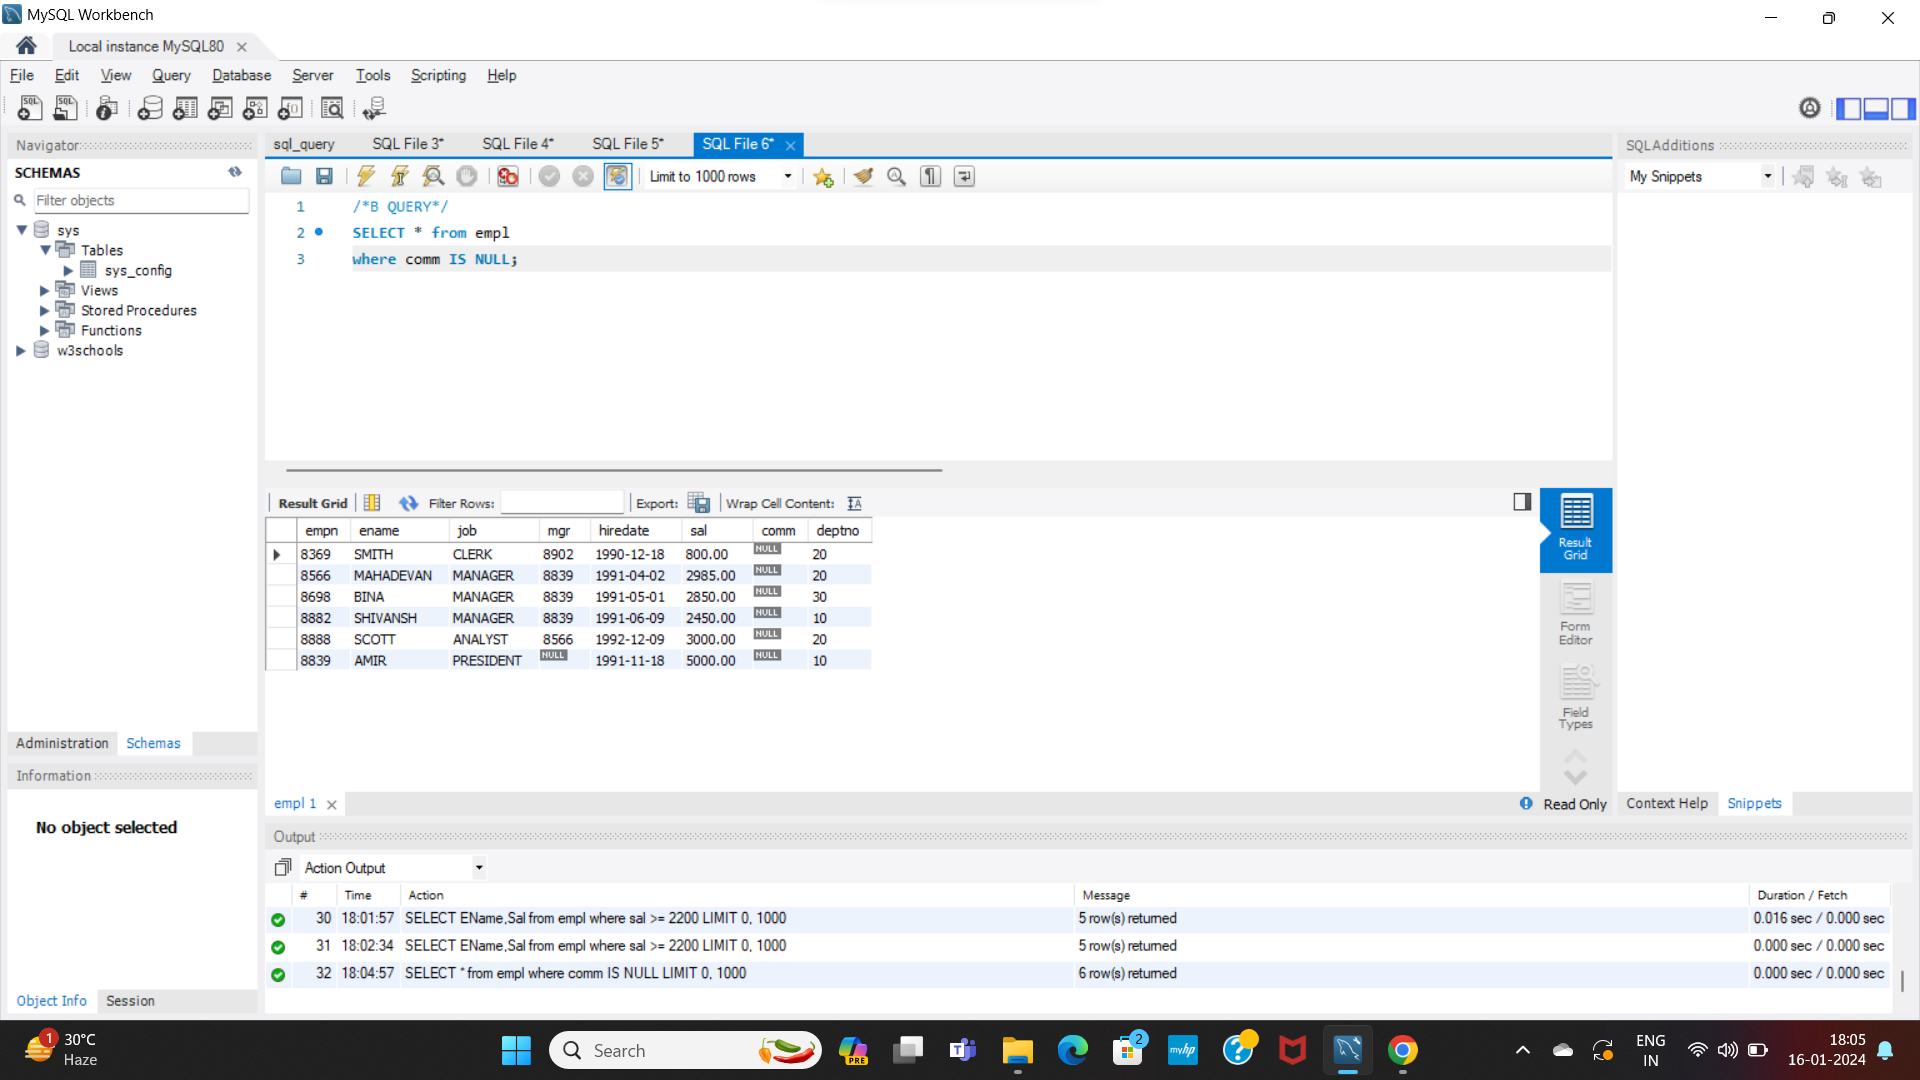 MySQL Workbench
Local instance MySQL80
File Edit View Query Database Server Tools Scripting Help
Navigator
SCHEMAS
Filter objects
sys
Tables
sys_config
Views
Stored Procedures
Functions
w3schools
Administration Schemas
Information
No object selected
Object Info Session
sql_query SQL File 3* SQL File 4* SQL File 5* SQL File 6*
Limit to 1000 rows
1 /*B QUERY*/
2 SELECT * from empl
3 where comm IS NULL;
Result Grid Filter Rows: Export: Wrap Cell Content:
empn ename job mgr hiredate sal comm deptno
8369 SMITH CLERK 8902 1990-12-18 800.00 NULL 20
8566 MAHADEVAN MANAGER 8839 1991-04-02 2985.00 NULL 20
8698 BINA MANAGER 8839 1991-05-01 2850.00 NULL 30
8882 SHIVANSH MANAGER 8839 1991-06-09 2450.00 NULL 10
8888 SCOTT ANALYST 8566 1992-12-09 3000.00 NULL 20
8839 AMIR PRESIDENT NULL 1991-11-18 5000.00 NULL 10
Result
Grid
Form
Editor
Field
Types
empl 1
Read Only
SQLAdditions
My Snippets
Context Help Snippets
Output
Action Output
# Time Action Message Duration / Fetch
30 18:01:57 SELECT EName,Sal from empl where sal >= 2200 LIMIT 0, 1000 5 row(s) returned 0.016 sec / 0.000 sec
31 18:02:34 SELECT EName,Sal from empl where sal >= 2200 LIMIT 0, 1000 5 row(s) returned 0.000 sec / 0.000 sec
32 18:04:57 SELECT * from empl where comm IS NULL LIMIT 0, 1000 6 row(s) returned 0.000 sec / 0.000 sec
1
30°C
Haze
Search
PRE
2
myhp
ENG
IN
18:05
16-01-2024